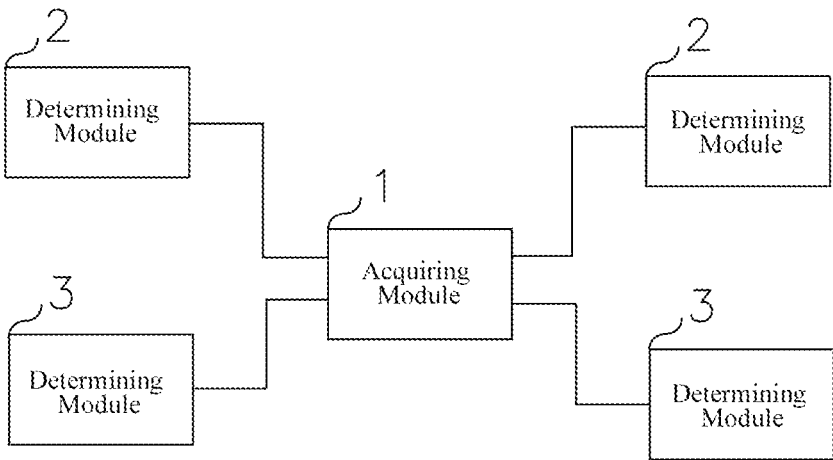 2
Determining
Module
2
Determining
Module
1
Acquiring
Module
3
Determining
Module
3
Determining
Module